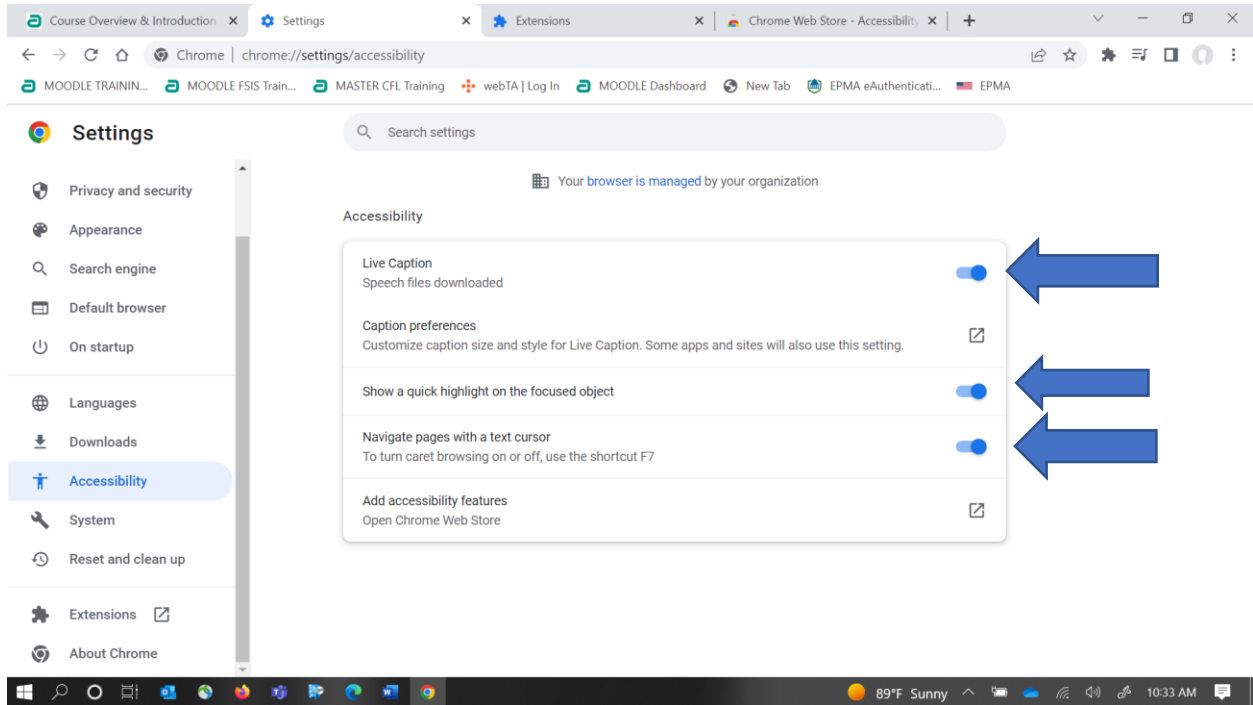 Course Overview & Introduction
Settings
Extensions
Chrome Web Store - Accessibility
Chrome | chrome://settings/accessibility
MOODLE TRAININ...
MOODLE FSIS Train...
MASTER CFL Training
webTA | Log In
MOODLE Dashboard
New Tab
EPMA eAuthenticati...
EPMA
Settings
Search settings
Privacy and security
Appearance
Search engine
Default browser
On startup
Languages
Downloads
Accessibility
System
Reset and clean up
Extensions
About Chrome
Your browser is managed by your organization
Accessibility
Live Caption
Speech files downloaded
Caption preferences
Customize caption size and style for Live Caption. Some apps and sites will also use this setting.
Show a quick highlight on the focused object
Navigate pages with a text cursor
To turn caret browsing on or off, use the shortcut F7
Add accessibility features
Open Chrome Web Store
89°F Sunny
10:33 AM